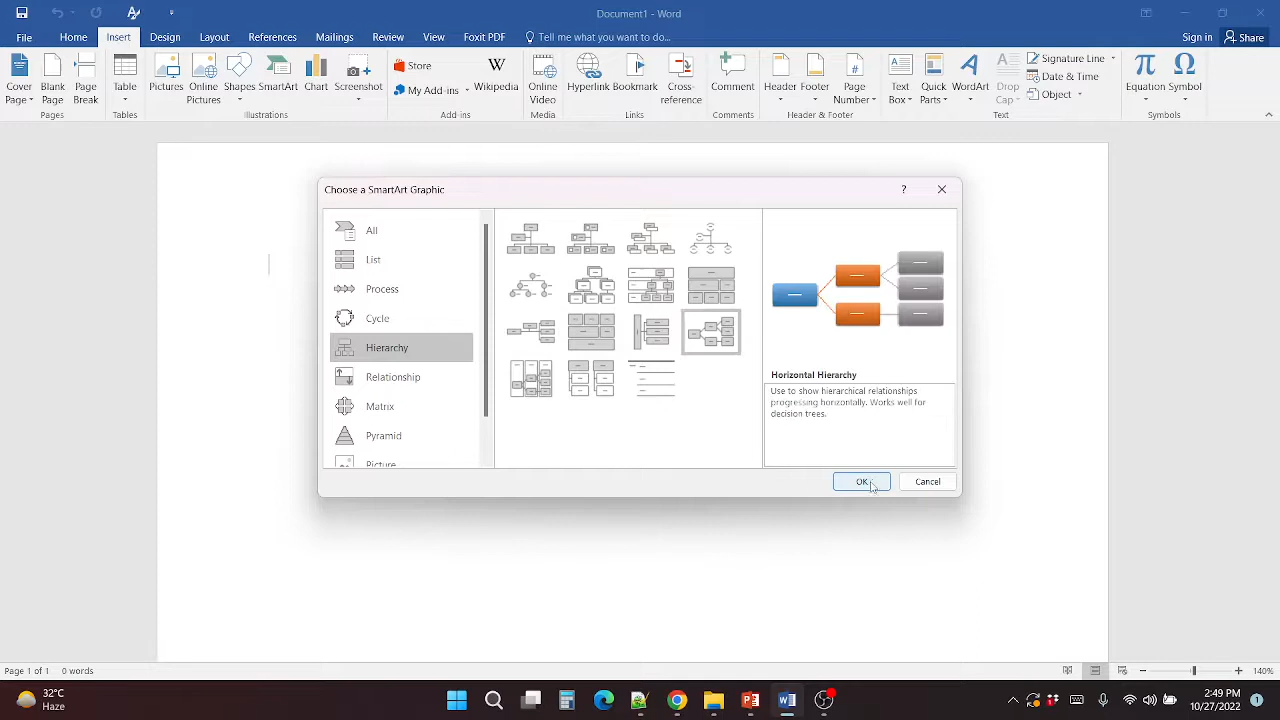 Document1 - Word
File Home Insert Design Layout References Mailings Review View Foxit PDF Tell me what you want to do... Sign in Share
Cover Page
Blank Page
Page Break
Pages
Table
Tables
Pictures
Online Pictures
Shapes
SmartArt
Chart
Screenshot
Illustrations
Store
My Add-ins
Wikipedia
Add-ins
Online Video
Media
Hyperlink
Bookmark
Cross-reference
Links
Comment
Comments
Header
Footer
Page Number
Header & Footer
Text Box
Quick Parts
WordArt
Drop Cap
Signature Line
Date & Time
Object
Text
Equation
Symbol
Symbols
Choose a SmartArt Graphic
All
List
Process
Cycle
Hierarchy
Relationship
Matrix
Pyramid
Picture
Horizontal Hierarchy
Use to show hierarchical relationships
progressing horizontally. Works well for
decision trees.
OK
Cancel
Page 1 of 1 0 words
140%
32°C
Haze
2:49 PM
10/27/2022